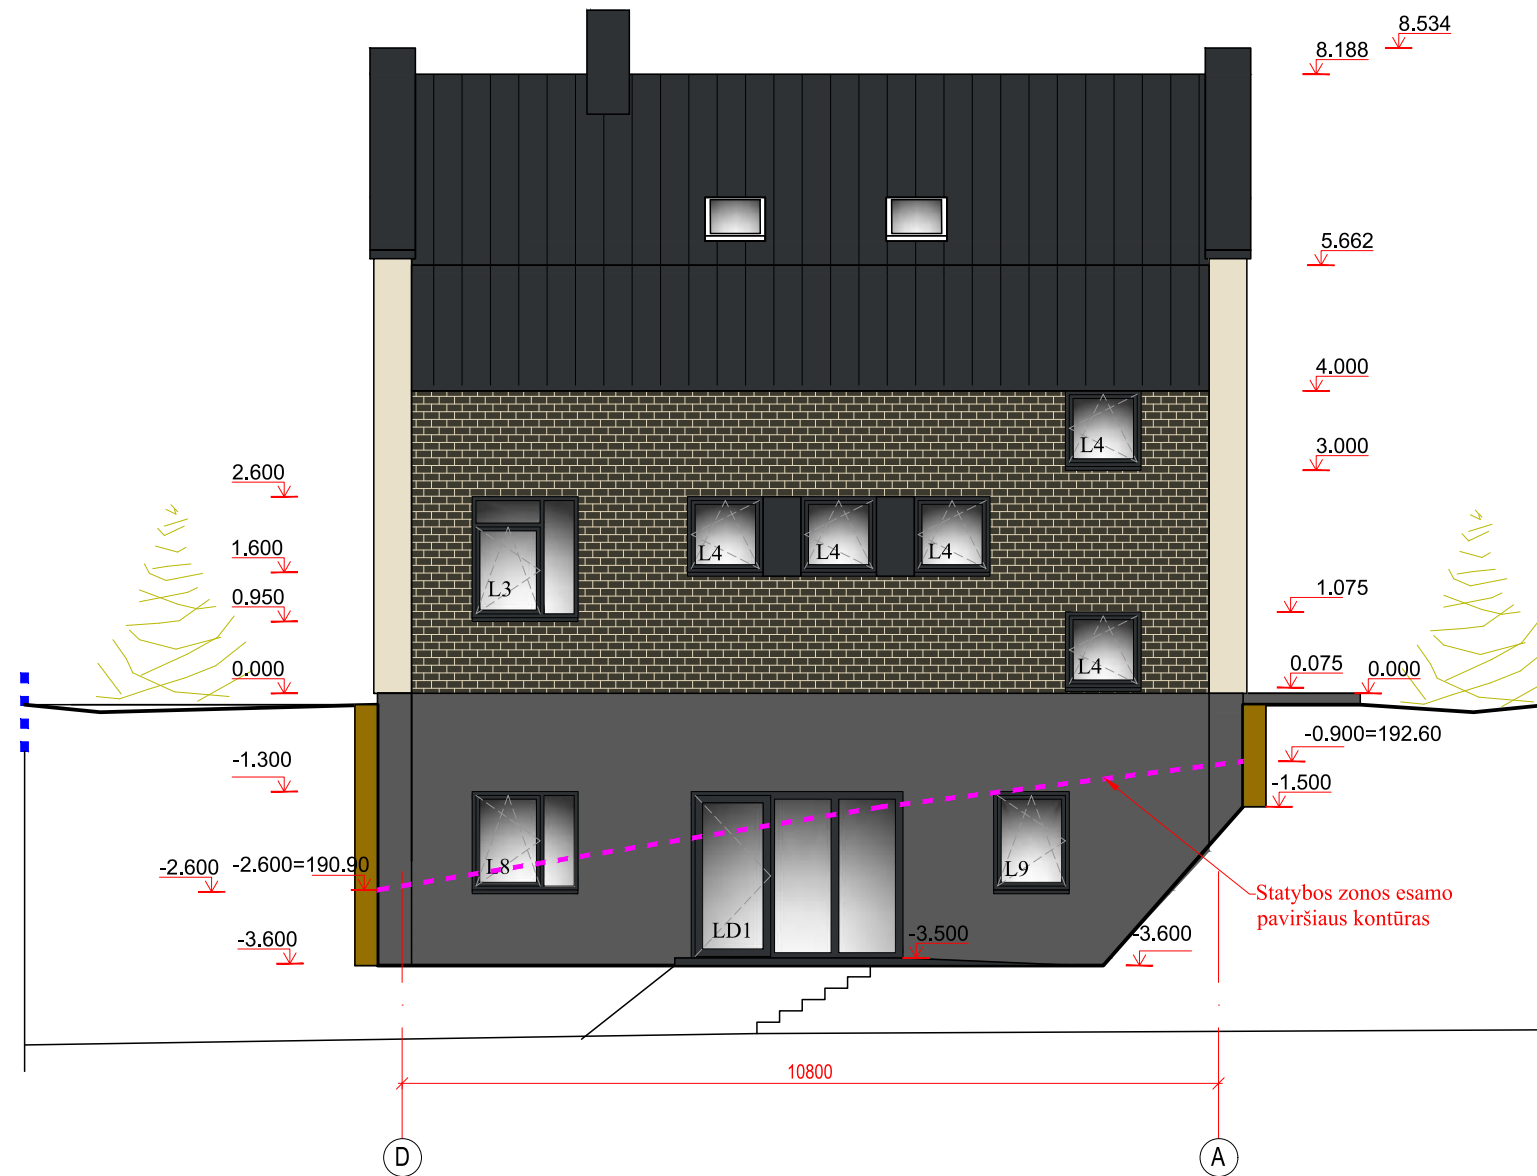 8.534
8.188
5.662
4.000
L4
3.000
2.600
L4
L4
L4
1.600
L3
0.950
1.075
L4
0.000
0.075
0.000
-0.900=192.60
-1.300
-1.500
-2.600
-2.600=190.90
L8
L9
Statybos zonos esamo
paviršiaus kontūras
LD1
-3.500
-3.600
-3.600
10800
D
A